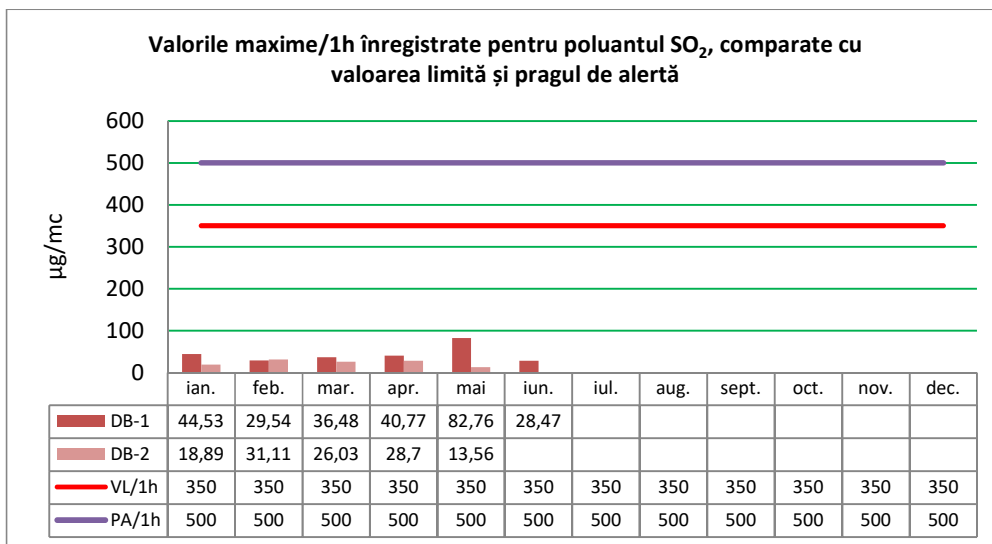 Valorile maxime/1h înregistrate pentru poluantul SO₂, comparate cu
valoarea limită și pragul de alertă
600
500
400
300
200
100
0
µg/mc
ian. feb. mar. apr. mai iun. iul. aug. sept. oct. nov. dec.
DB-1 44,53 29,54 36,48 40,77 82,76 28,47
DB-2 18,89 31,11 26,03 28,7 13,56
VL/1h 350 350 350 350 350 350 350 350 350 350 350 350
PA/1h 500 500 500 500 500 500 500 500 500 500 500 500